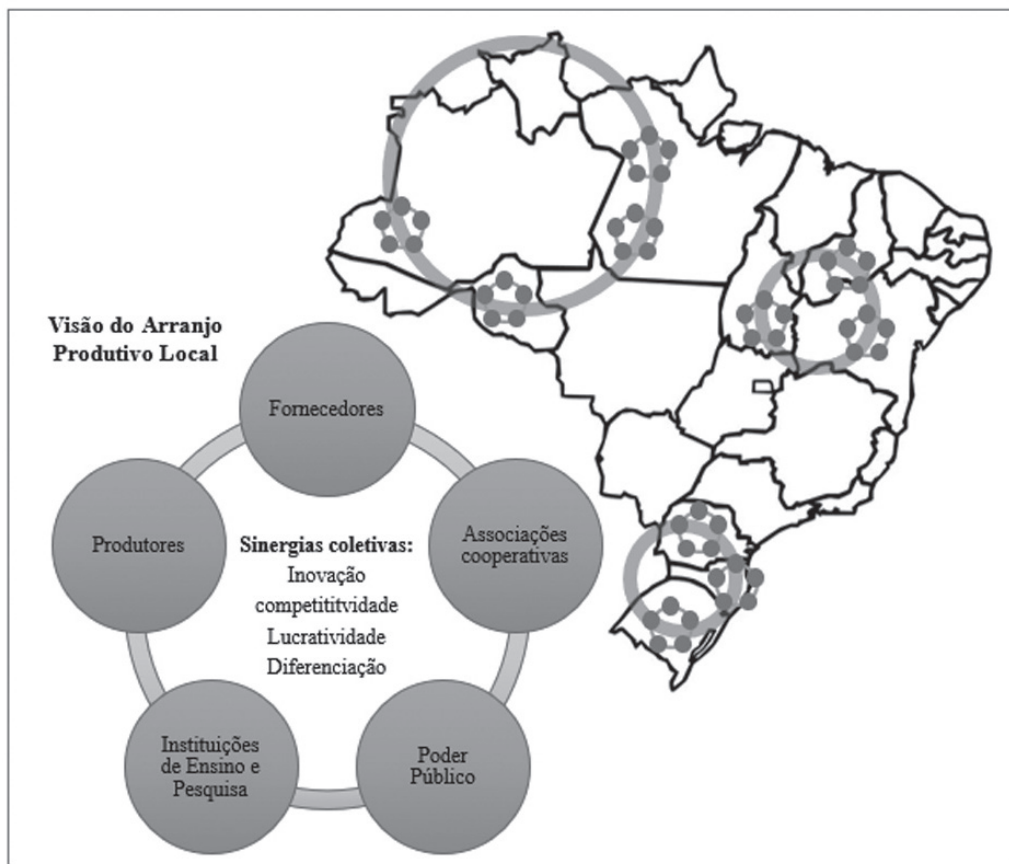 Visão do Arranjo
Produtivo Local
Fornecedores
Produtores
Associações
cooperativas
Sinergias coletivas:
Inovação
competititvidade
Lucratividade
Diferenciação
Instituições
de Ensino e
Pesquisa
Poder
Público